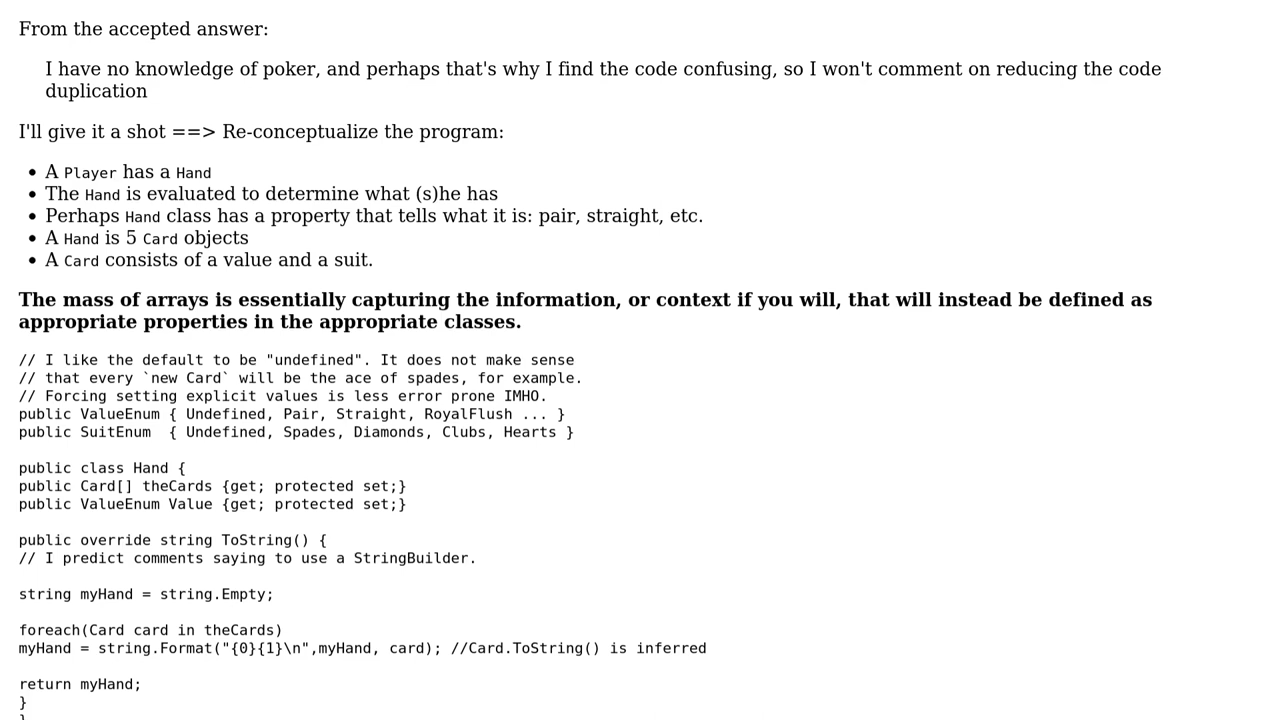 From the accepted answer:
I have no knowledge of poker, and perhaps that's why I find the code confusing, so I won't comment on reducing the code
duplication
I'll give it a shot ==> Re-conceptualize the program:
• A Player has a Hand
• The Hand is evaluated to determine what (s)he has
• Perhaps Hand class has a property that tells what it is: pair, straight, etc.
• A Hand is 5 Card objects
• A Card consists of a value and a suit.
The mass of arrays is essentially capturing the information, or context if you will, that will instead be defined as
appropriate properties in the appropriate classes.
// I like the default to be "undefined". It does not make sense
// that every `new Card` will be the ace of spades, for example.
// Forcing setting explicit values is less error prone IMHO.
public ValueEnum { Undefined, Pair, Straight, RoyalFlush ... }
public SuitEnum  { Undefined, Spades, Diamonds, Clubs, Hearts }
public class Hand {
public Card[] theCards {get; protected set;}
public ValueEnum Value {get; protected set;}
public override string ToString() {
// I predict comments saying to use a StringBuilder.
string myHand = string.Empty;
foreach(Card card in theCards)
myHand = string.Format("{0}{1}\n",myHand, card); //Card.ToString() is inferred
return myHand;
}
}